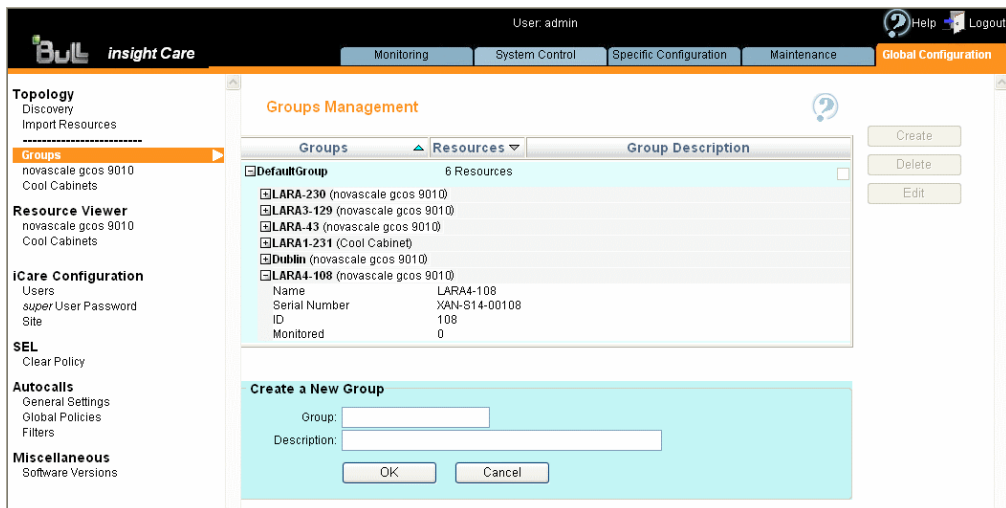 User: admin
Help
Logout
Bull
insight Care
Monitoring
System Control
Specific Configuration
Maintenance
Global Configuration
Topology
Discovery
Import Resources
-------------------------
Groups
novascale gcos 9010
Cool Cabinets
Resource Viewer
novascale gcos 9010
Cool Cabinets
iCare Configuration
Users
super User Password
Site
SEL
Clear Policy
Autocalls
General Settings
Global Policies
Filters
Miscellaneous
Software Versions
Groups Management
Groups Resources Group Description
DefaultGroup 6 Resources
LARA-230 (novascale gcos 9010)
LARA3-129 (novascale gcos 9010)
LARA-43 (novascale gcos 9010)
LARA1-231 (Cool Cabinet)
Dublin (novascale gcos 9010)
LARA4-108 (novascale gcos 9010)
Name LARA4-108
Serial Number XAN-S14-00108
ID 108
Monitored 0
Create a New Group
Group:
Description:
OK Cancel
Create
Delete
Edit